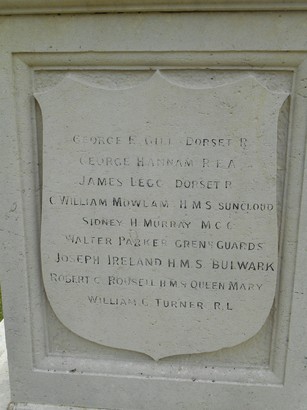 GEORGE E GILL DORSET R
GEORGE HANNAM R.F.A
JAMES LEGG DORSET R
C WILLIAM MOWLAM H M S SUNCLOUD
SIDNEY H MURRAY M C C
WALTER PARKER GREN GUARDS
JOSEPH IRELAND H.M.S BULWARK
ROBERT C ROUSELL H.M.S QUEEN MARY
WILLIAM C TURNER R.L